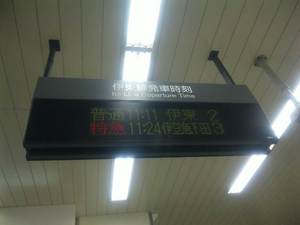 伊東線発車時刻
Itō Line Departure Time
普通 11:11 伊東 2
特急 11:24 伊豆急下田 3